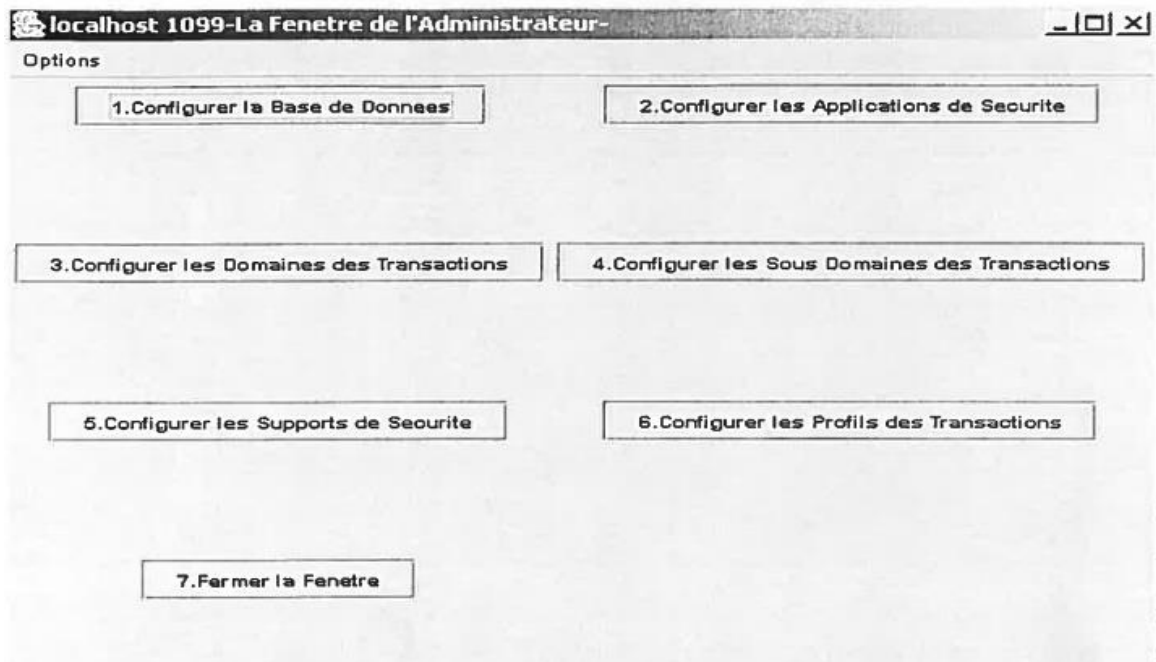 localhost 1099-La Fenetre de l'Administrateur-
Options
1.Configurer la Base de Donnees
2.Configurer les Applications de Securite
3.Configurer les Domaines des Transactions
4.Configurer les Sous Domaines des Transactions
5.Configurer les Supports de Securite
6.Configurer les Profils des Transactions
7.Fermer la Fenetre